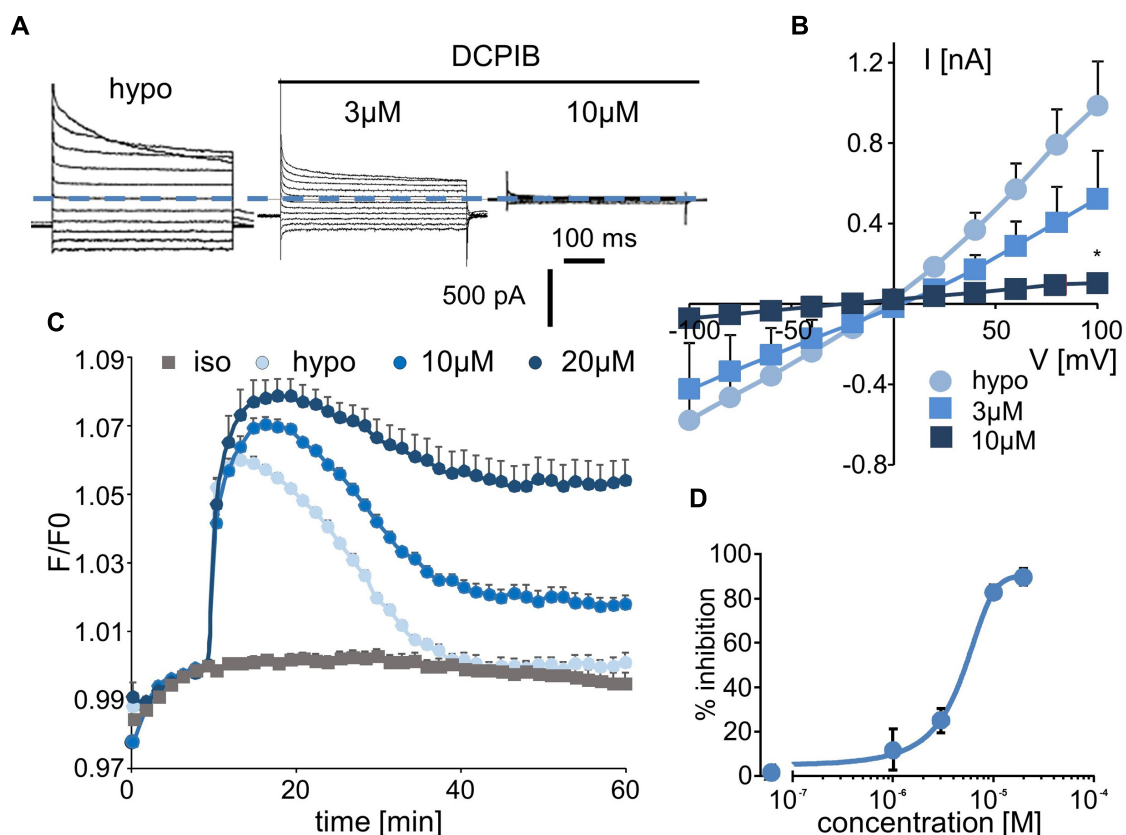 A
DCPIB
hypo
3µM
10µM
100 ms
500 pA
B
I [nA]
1.2
0.8
0.4
-0.4
-0.8
-100
-50
50
100
V [mV]
*
hypo
3µM
10µM
C
iso
hypo
10µM
20µM
1.09
1.07
1.05
1.03
1.01
0.99
0.97
F/F0
0
20
40
60
time [min]
D
100
80
60
40
20
0
% inhibition
10⁻⁷
10⁻⁶
10⁻⁵
10⁻⁴
concentration [M]